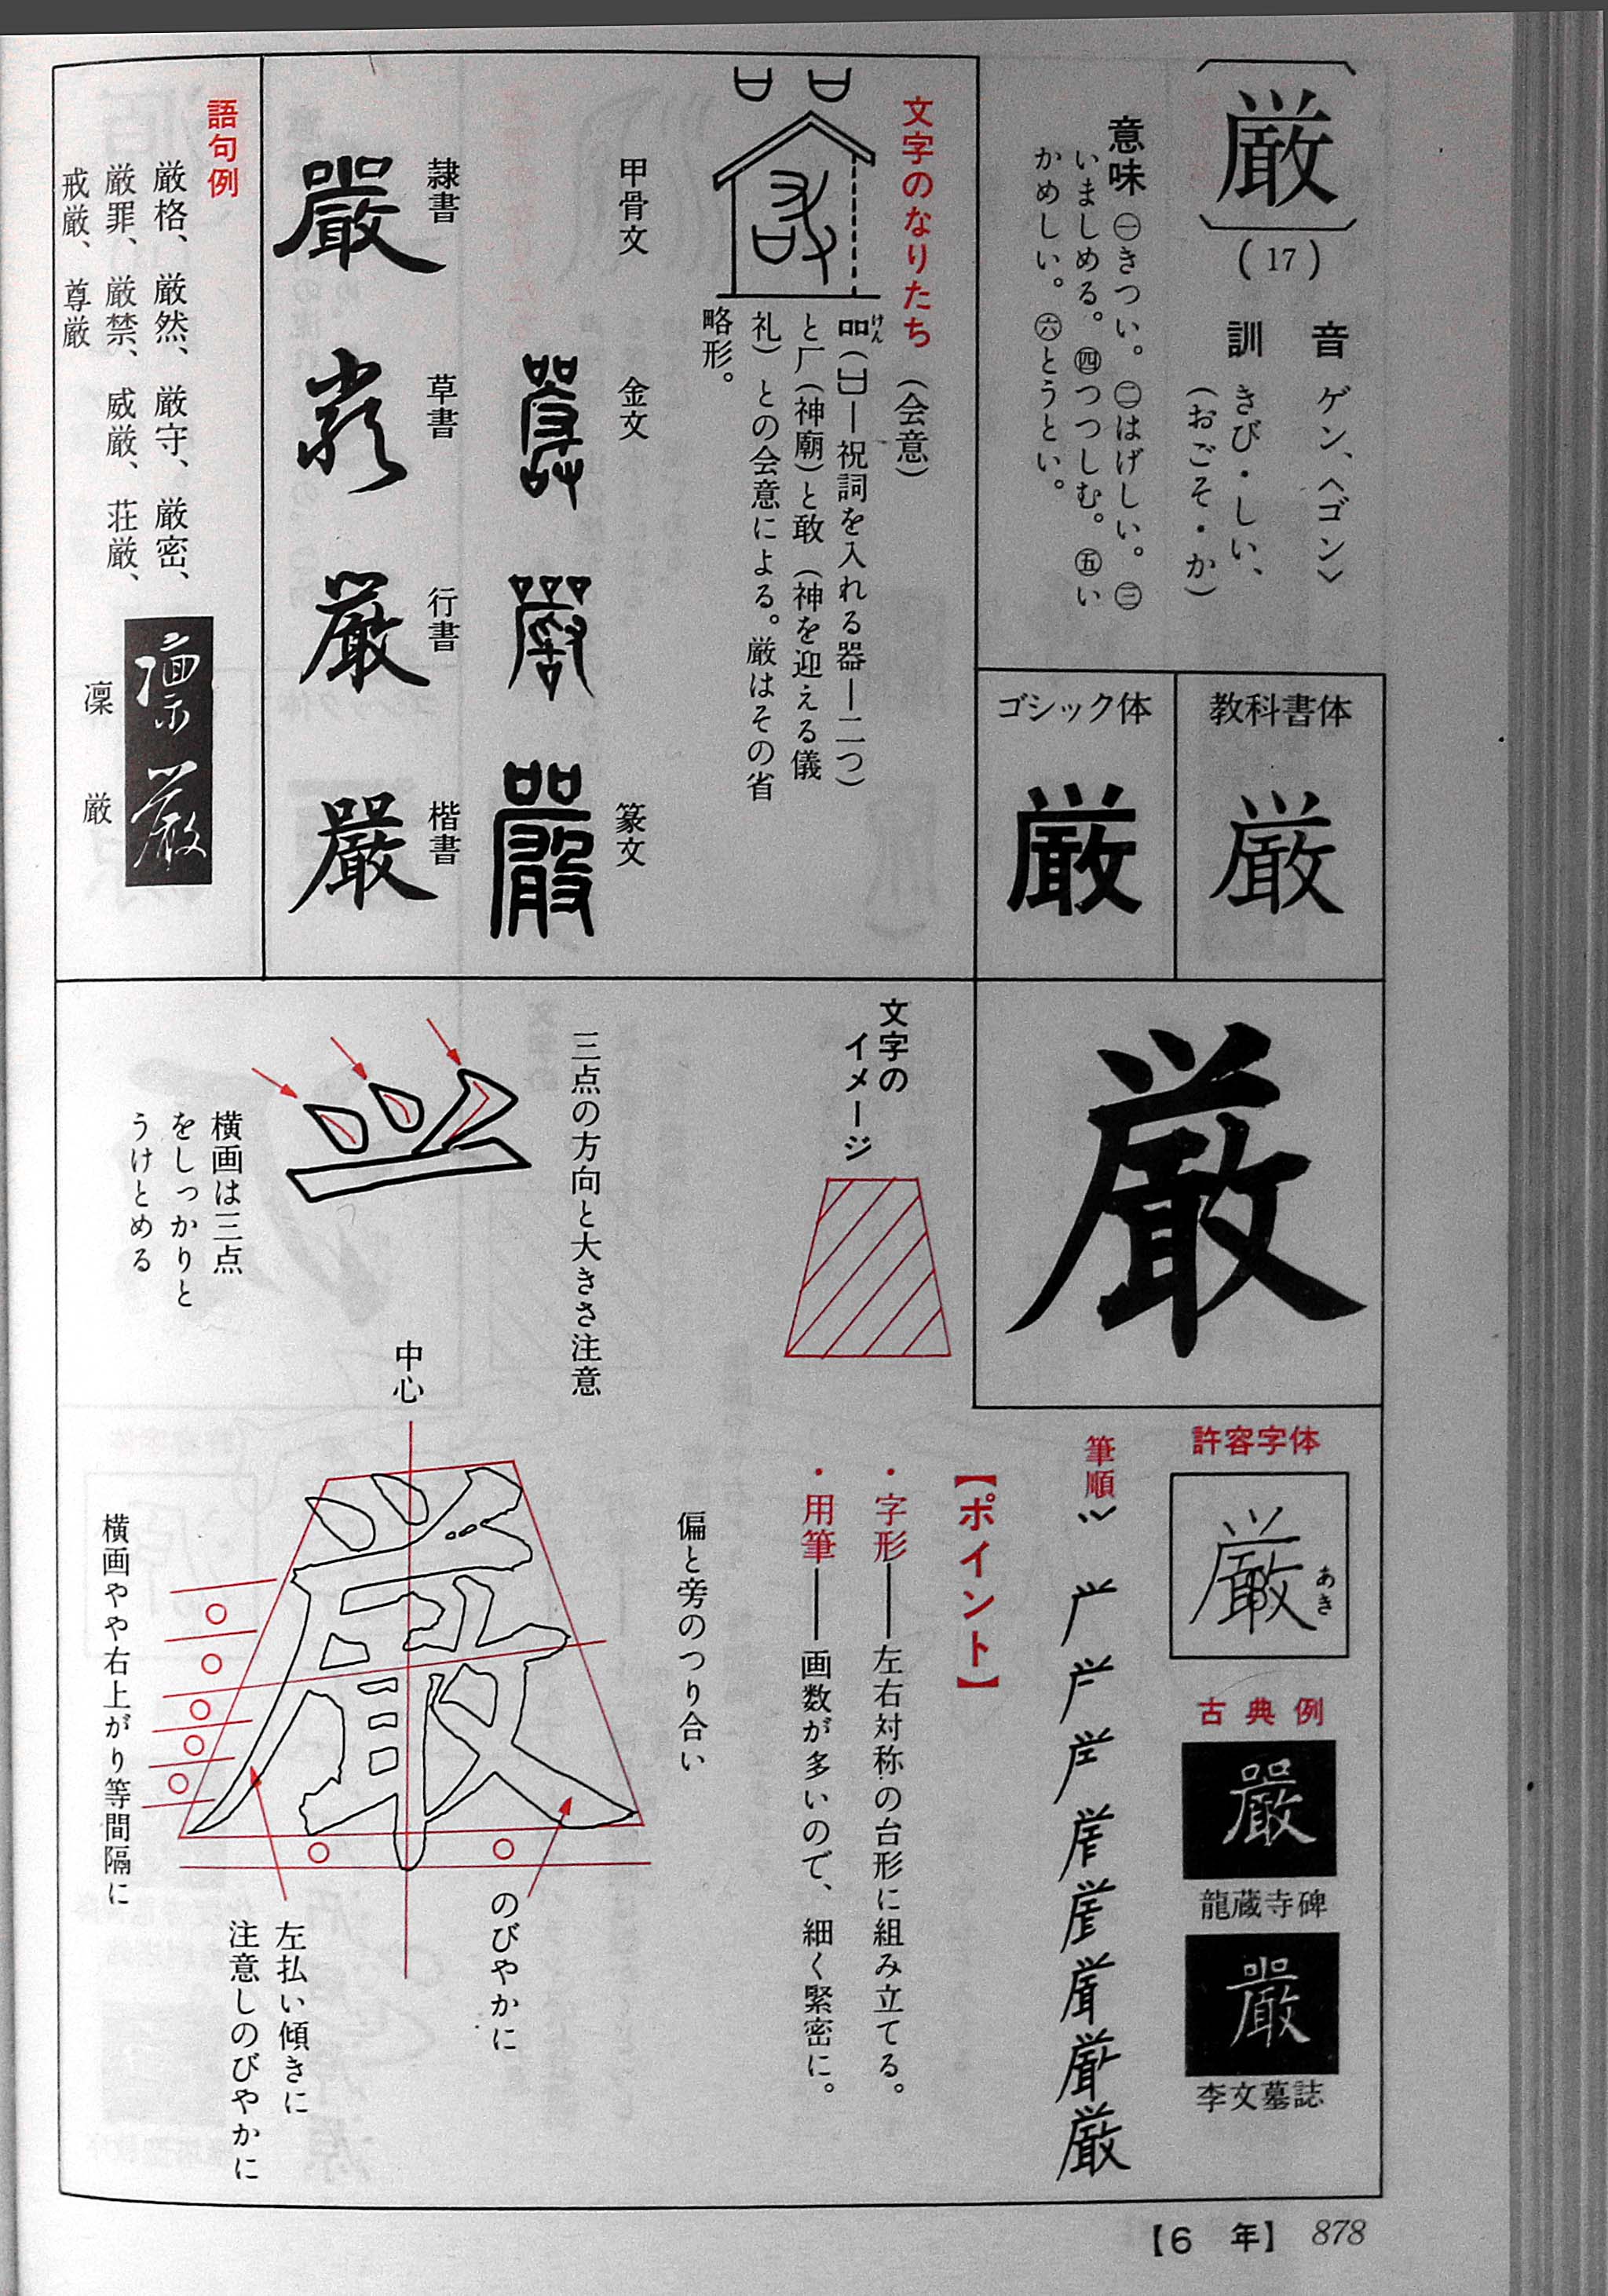 厳
(17)
音 ゲン、〈ゴン〉
訓 きび・しい、
(おごそ・か)
意味 ㊀きつい。㊁はげしい。㊂
いましめる。㊃つつしむ。㊄い
かめしい。㊅とうとい。
教科書体
厳
ゴシック体
厳
文字のなりたち (会意)
吅(𠙵―祝詞を入れる器―二つ)
けん
と厂(神廟)と敢(神を迎える儀
礼)との会意による。厳はその省
略形。
甲骨文
金文
篆文
嚴
隷書
嚴
草書
行書
厳
楷書
嚴
語句例
厳格、厳然、厳守、厳密、
厳罪、厳禁、威厳、荘厳、
戒厳、尊厳
凜厳
凜 厳
厳
文字の
イメージ
三点の方向と大きさ注意
横画は三点
をしっかりと
うけとめる
許容字体
厳
あき
古典例
嚴
龍蔵寺碑
嚴
李文墓誌
筆順
厳
【ポイント】
・字形――左右対称の台形に組み立てる。
・用筆――画数が多いので、細く緊密に。
偏と旁のつり合い
中心
のびやかに
左払い傾きに
注意しのびやかに
横画やや右上がり等間隔に
【6 年】 878